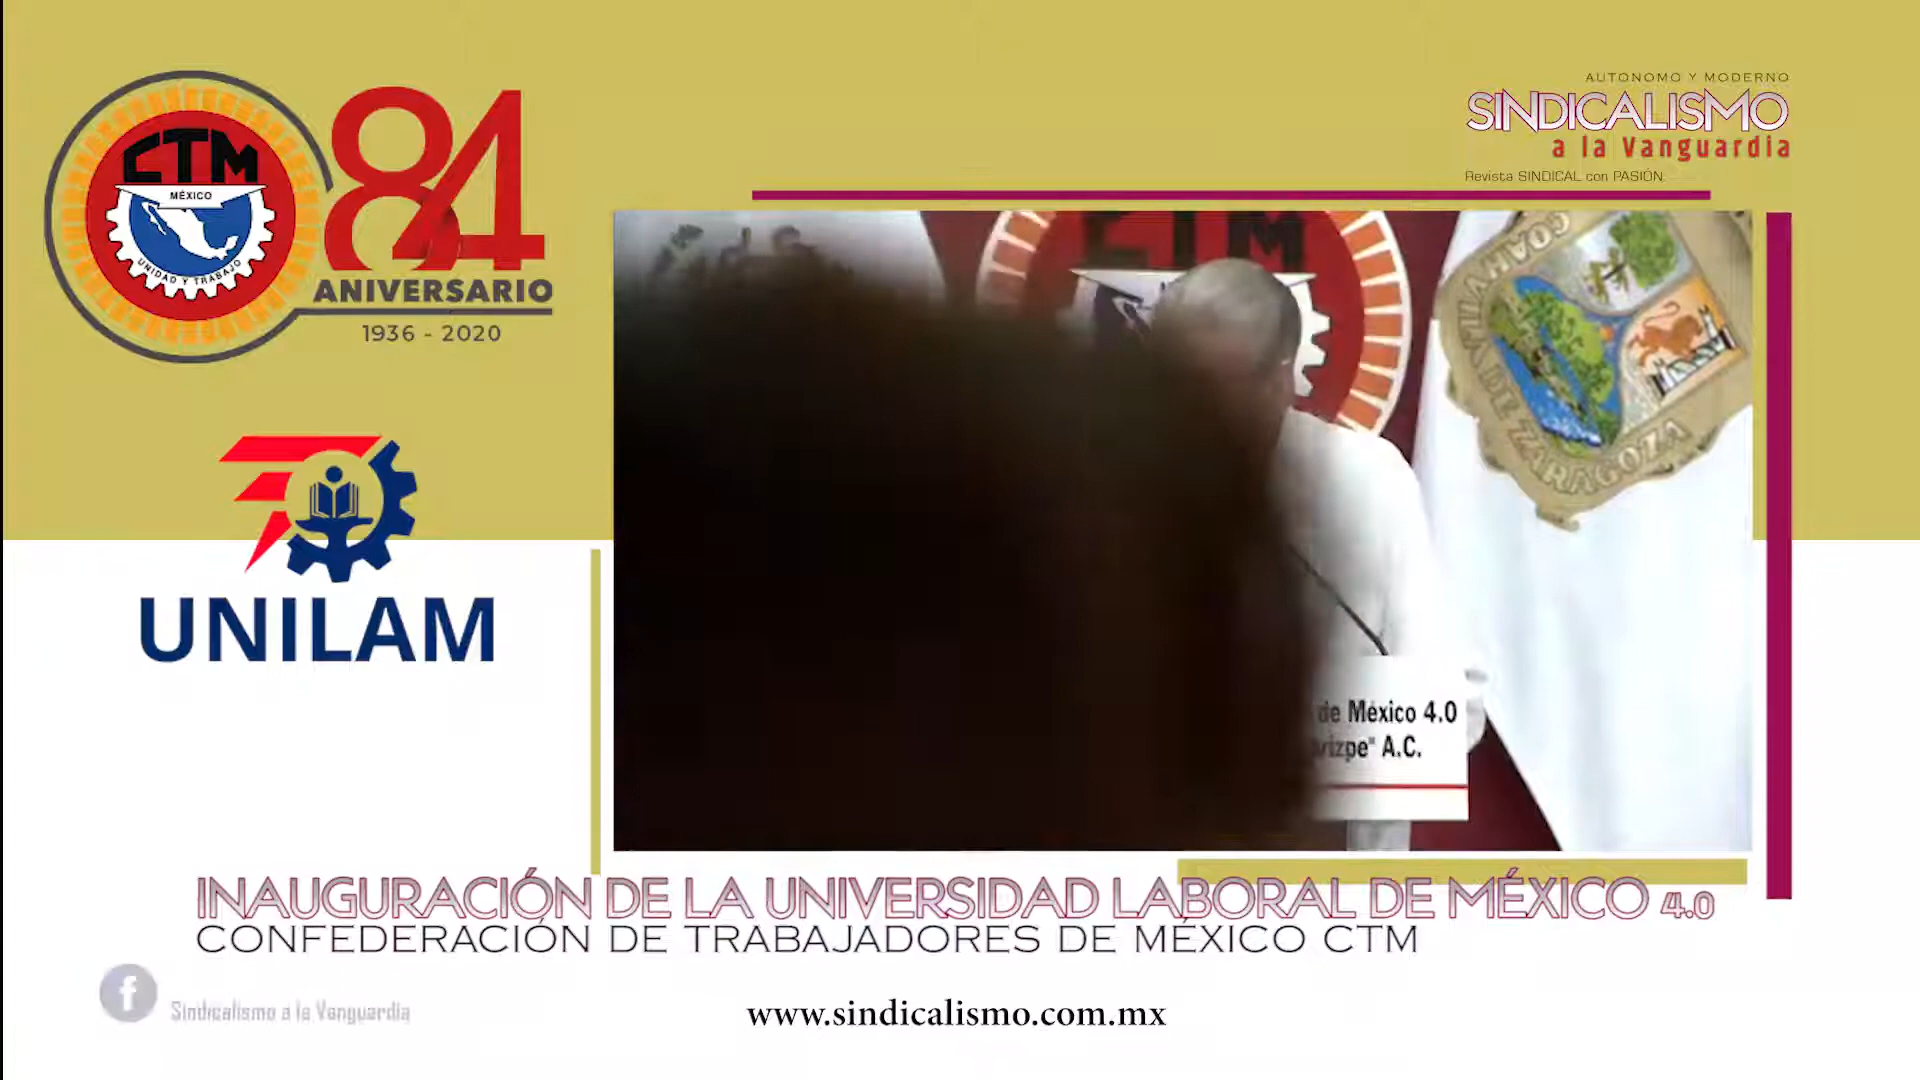 CTM
MÉXICO
UNIDAD Y TRABAJO
84
ANIVERSARIO
1936 - 2020
AUTONOMO Y MODERNO
SINDICALISMO
a la Vanguardia
Revista SINDICAL con PASIÓN.
CTM
COAHUILA DE ZARAGOZA
UNILAM
de México 4.0
A.C.
INAUGURACIÓN DE LA UNIVERSIDAD LABORAL DE MÉXICO 4.0
CONFEDERACIÓN DE TRABAJADORES DE MÉXICO CTM
f
Sindicalismo a la Vanguardia
www.sindicalismo.com.mx